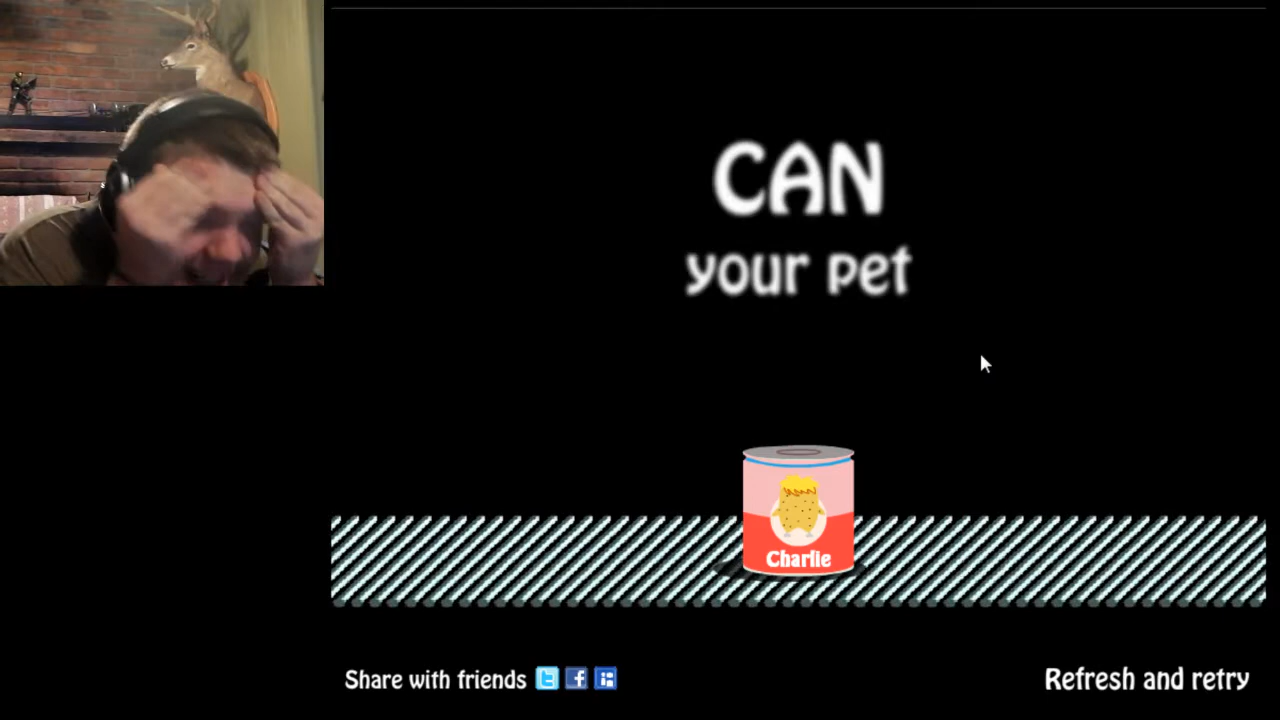 CAN
your pet
Charlie
Share with friends
Refresh and retry